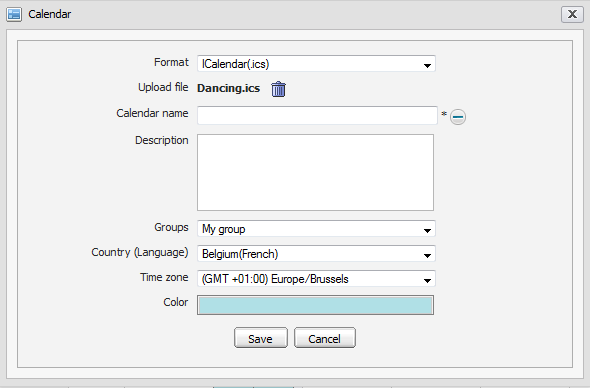 Calendar
Format ICalendar(.ics)
Upload file Dancing.ics
Calendar name *
Description
Groups My group
Country (Language) Belgium(French)
Time zone (GMT +01:00) Europe/Brussels
Color
Save Cancel